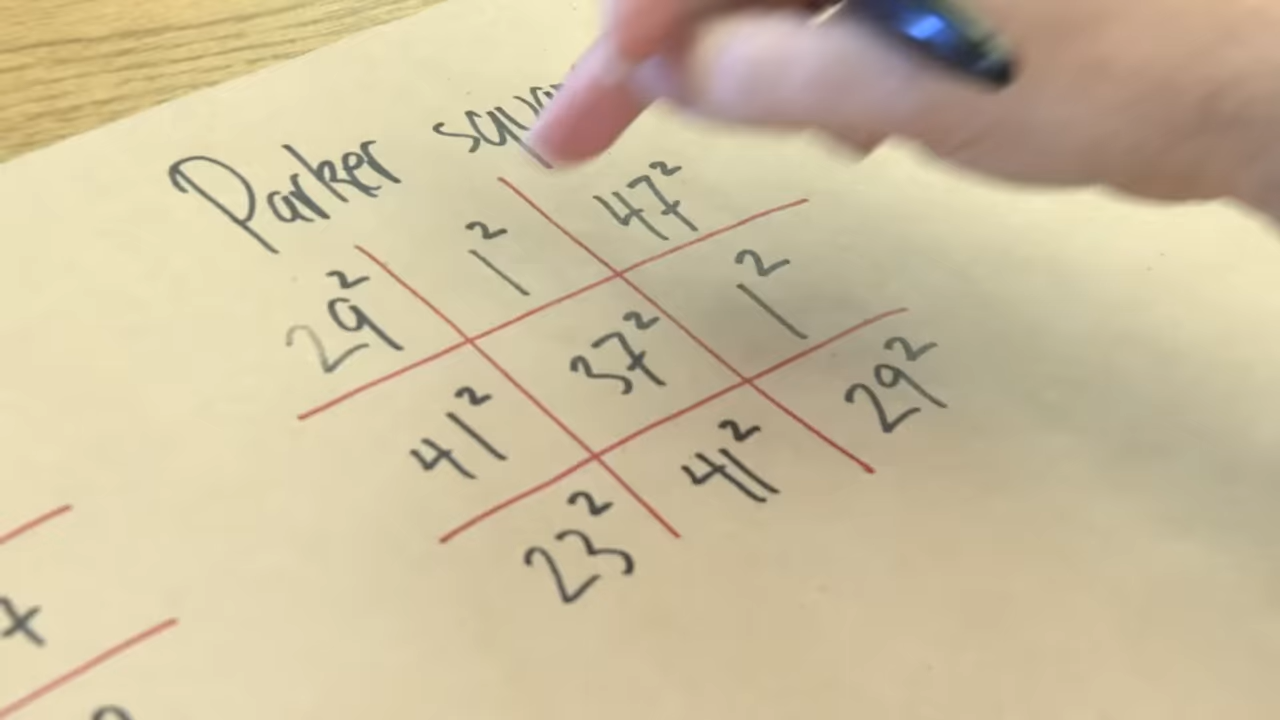 Parker
29² 1² 47²
41² 37² 1²
23² 41² 29²